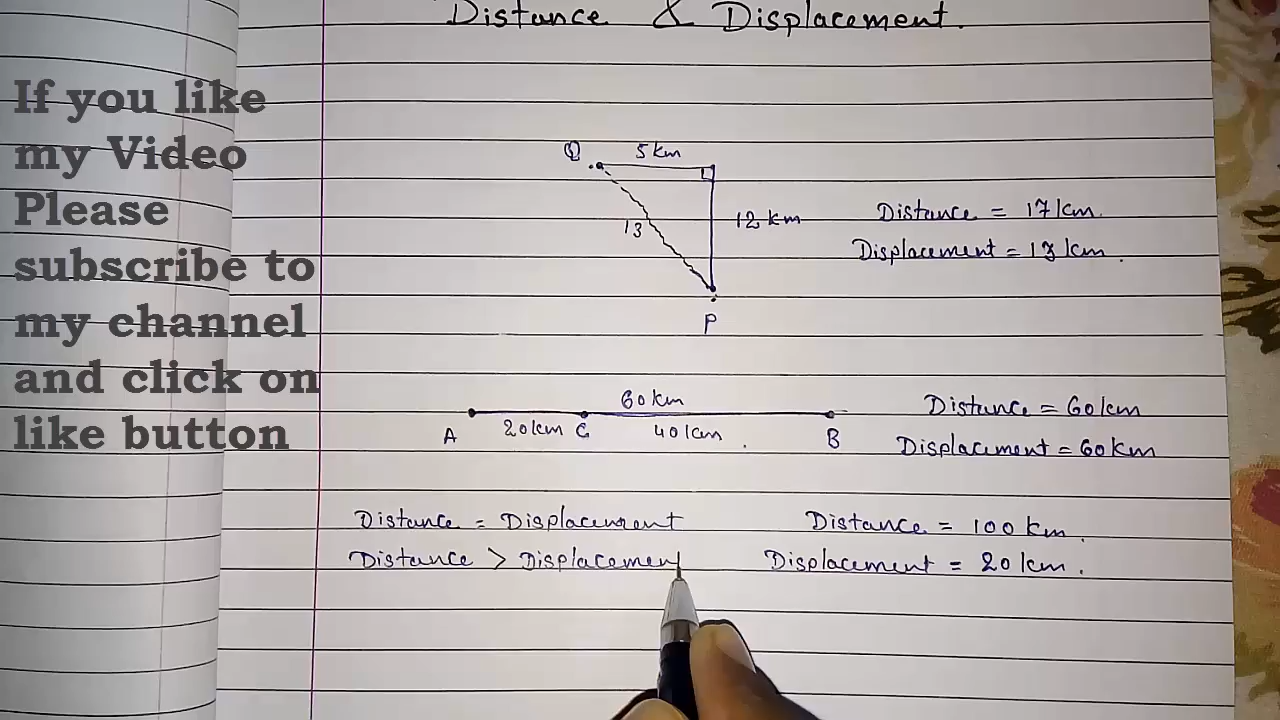 Distance & Displacement.
If you like
my Video
Please
subscribe to
my channel
and click on
like button
Q 5 km
12 km
13
P
Distance = 17 km.
Displacement = 13 km.
60 km
A 20 km C 40 km. B
Distance = 60 km
Displacement = 60 km
Distance = Displacement
Distance > Displacement
Distance = 100 km.
Displacement = 20 km.